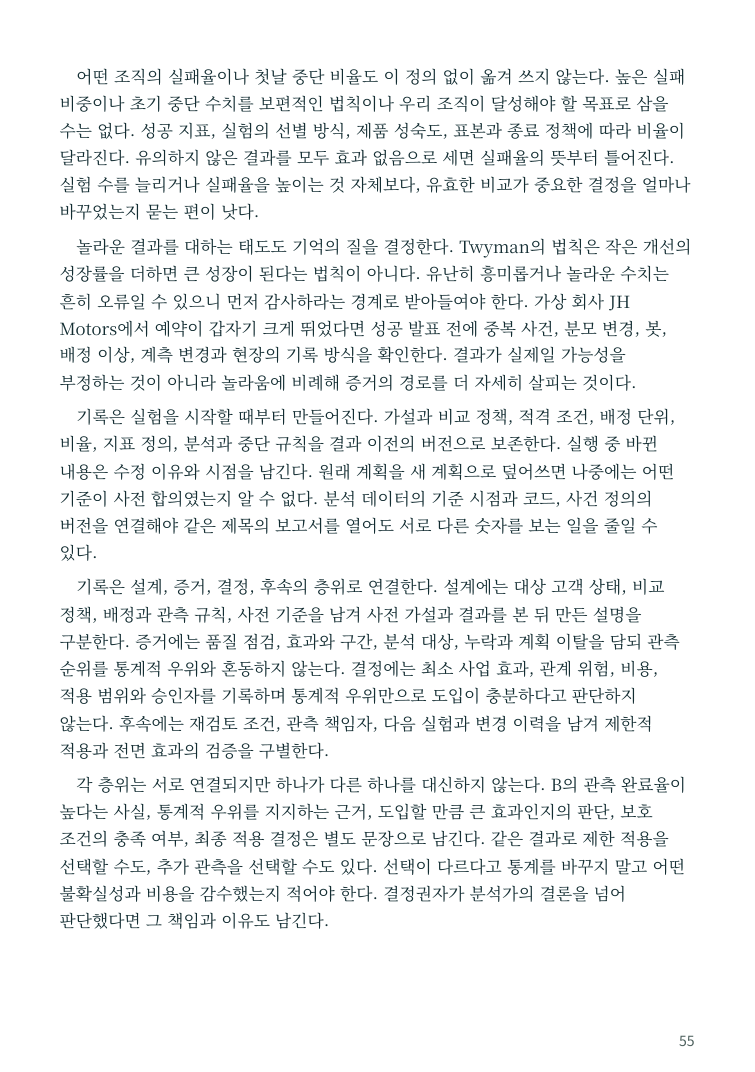 어떤 조직의 실패율이나 첫날 중단 비율도 이 정의 없이 옮겨 쓰지 않는다. 높은 실패
비중이나 초기 중단 수치를 보편적인 법칙이나 우리 조직이 달성해야 할 목표로 삼을
수는 없다. 성공 지표, 실험의 선별 방식, 제품 성숙도, 표본과 종료 정책에 따라 비율이
달라진다. 유의하지 않은 결과를 모두 효과 없음으로 세면 실패율의 뜻부터 틀어진다.
실험 수를 늘리거나 실패율을 높이는 것 자체보다, 유효한 비교가 중요한 결정을 얼마나
바꾸었는지 묻는 편이 낫다.
놀라운 결과를 대하는 태도도 기억의 질을 결정한다. Twyman의 법칙은 작은 개선의
성장률을 더하면 큰 성장이 된다는 법칙이 아니다. 유난히 흥미롭거나 놀라운 수치는
흔히 오류일 수 있으니 먼저 감사하라는 경계로 받아들여야 한다. 가상 회사 JH
Motors에서 예약이 갑자기 크게 뛰었다면 성공 발표 전에 중복 사건, 분모 변경, 봇,
배정 이상, 계측 변경과 현장의 기록 방식을 확인한다. 결과가 실제일 가능성을
부정하는 것이 아니라 놀라움에 비례해 증거의 경로를 더 자세히 살피는 것이다.
기록은 실험을 시작할 때부터 만들어진다. 가설과 비교 정책, 적격 조건, 배정 단위,
비율, 지표 정의, 분석과 중단 규칙을 결과 이전의 버전으로 보존한다. 실행 중 바뀐
내용은 수정 이유와 시점을 남긴다. 원래 계획을 새 계획으로 덮어쓰면 나중에는 어떤
기준이 사전 합의였는지 알 수 없다. 분석 데이터의 기준 시점과 코드, 사건 정의의
버전을 연결해야 같은 제목의 보고서를 열어도 서로 다른 숫자를 보는 일을 줄일 수
있다.
기록은 설계, 증거, 결정, 후속의 층위로 연결한다. 설계에는 대상 고객 상태, 비교
정책, 배정과 관측 규칙, 사전 기준을 남겨 사전 가설과 결과를 본 뒤 만든 설명을
구분한다. 증거에는 품질 점검, 효과와 구간, 분석 대상, 누락과 계획 이탈을 담되 관측
순위를 통계적 우위와 혼동하지 않는다. 결정에는 최소 사업 효과, 관계 위험, 비용,
적용 범위와 승인자를 기록하며 통계적 우위만으로 도입이 충분하다고 판단하지
않는다. 후속에는 재검토 조건, 관측 책임자, 다음 실험과 변경 이력을 남겨 제한적
적용과 전면 효과의 검증을 구별한다.
각 층위는 서로 연결되지만 하나가 다른 하나를 대신하지 않는다. B의 관측 완료율이
높다는 사실, 통계적 우위를 지지하는 근거, 도입할 만큼 큰 효과인지의 판단, 보호
조건의 충족 여부, 최종 적용 결정은 별도 문장으로 남긴다. 같은 결과로 제한 적용을
선택할 수도, 추가 관측을 선택할 수도 있다. 선택이 다르다고 통계를 바꾸지 말고 어떤
불확실성과 비용을 감수했는지 적어야 한다. 결정권자가 분석가의 결론을 넘어
판단했다면 그 책임과 이유도 남긴다.
55